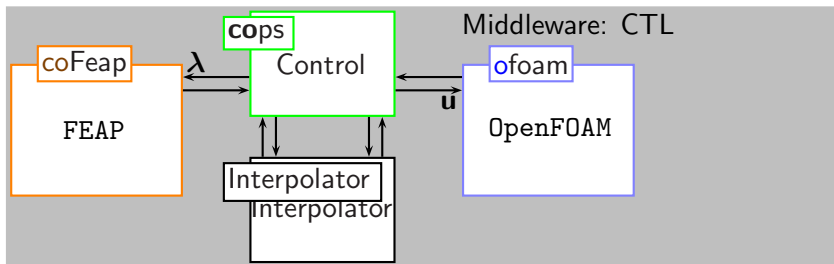 Middleware: CTL
cops
Control
coFeap
λ
FEAP
ofoam
u
OpenFOAM
Interpolator
Interpolator